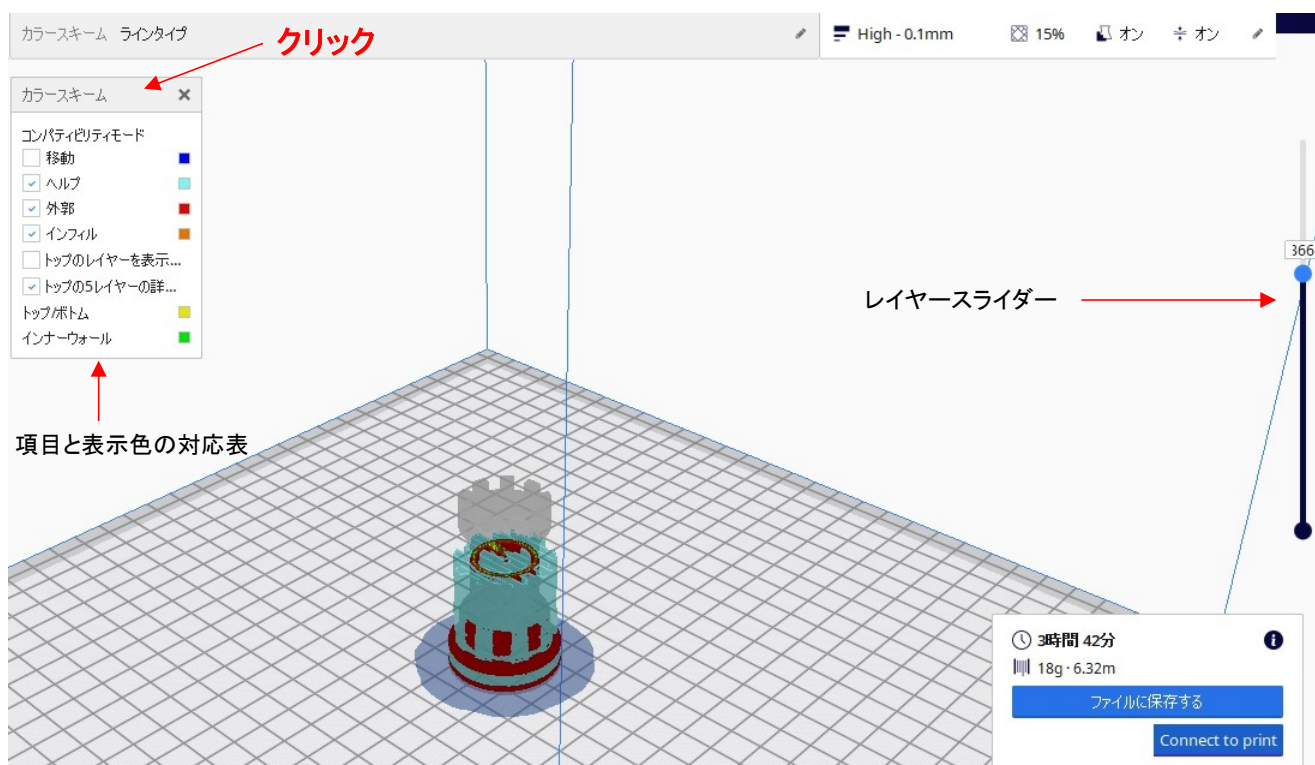 カラースキーム ラインタイプ
High - 0.1mm 15% オン オン
クリック
カラースキーム ×
コンパティビリティモード
移動
ヘルプ
外郭
インフィル
トップのレイヤーを表示...
トップの5レイヤーの詳...
トップ/ボトム
インナーウォール
項目と表示色の対応表
366
レイヤースライダー
3時間 42分
18g · 6.32m
ファイルに保存する
Connect to print